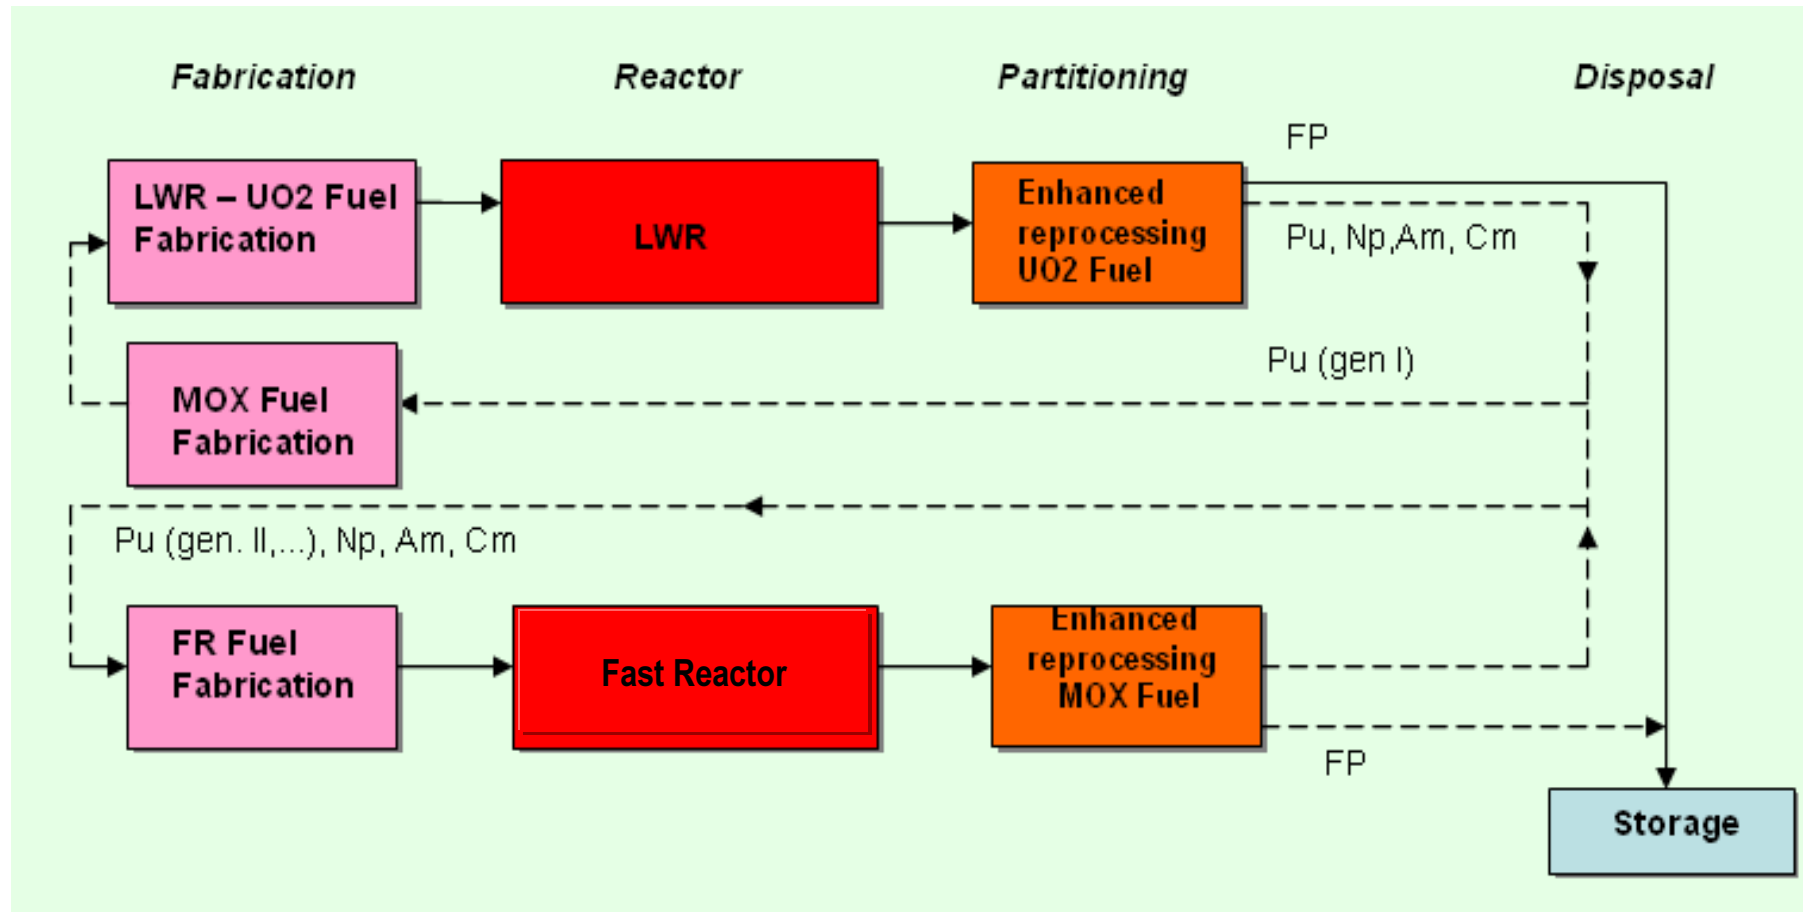 Fabrication Reactor Partitioning Disposal
FP
LWR – UO2 Fuel
Fabrication
LWR
Enhanced
reprocessing
UO2 Fuel
Pu, Np,Am, Cm
Pu (gen I)
MOX Fuel
Fabrication
Pu (gen. II,...), Np, Am, Cm
FR Fuel
Fabrication
Fast Reactor
Enhanced
reprocessing
MOX Fuel
FP
Storage